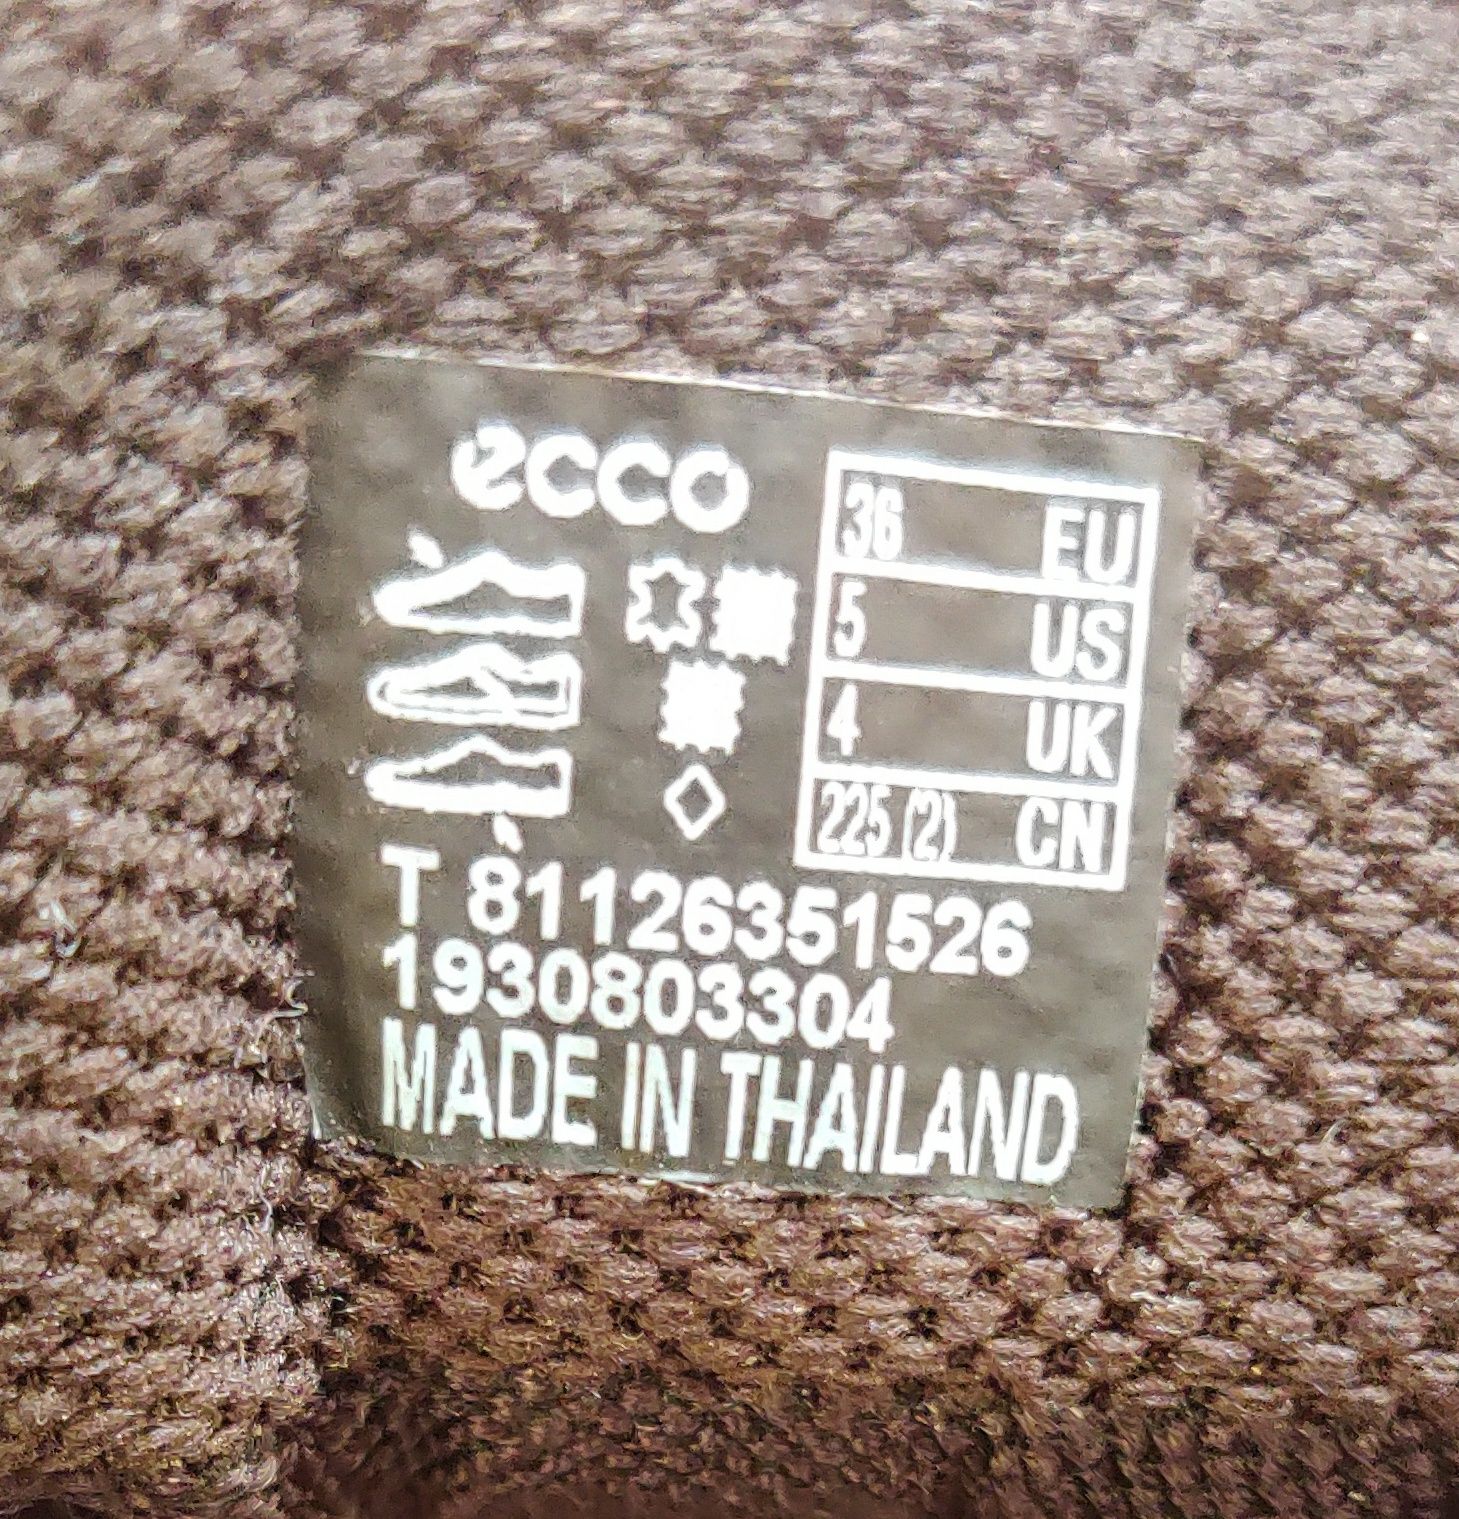 ecco
36 EU
5 US
4 UK
225 (2) CN
T 81126351526
1930803304
MADE IN THAILAND